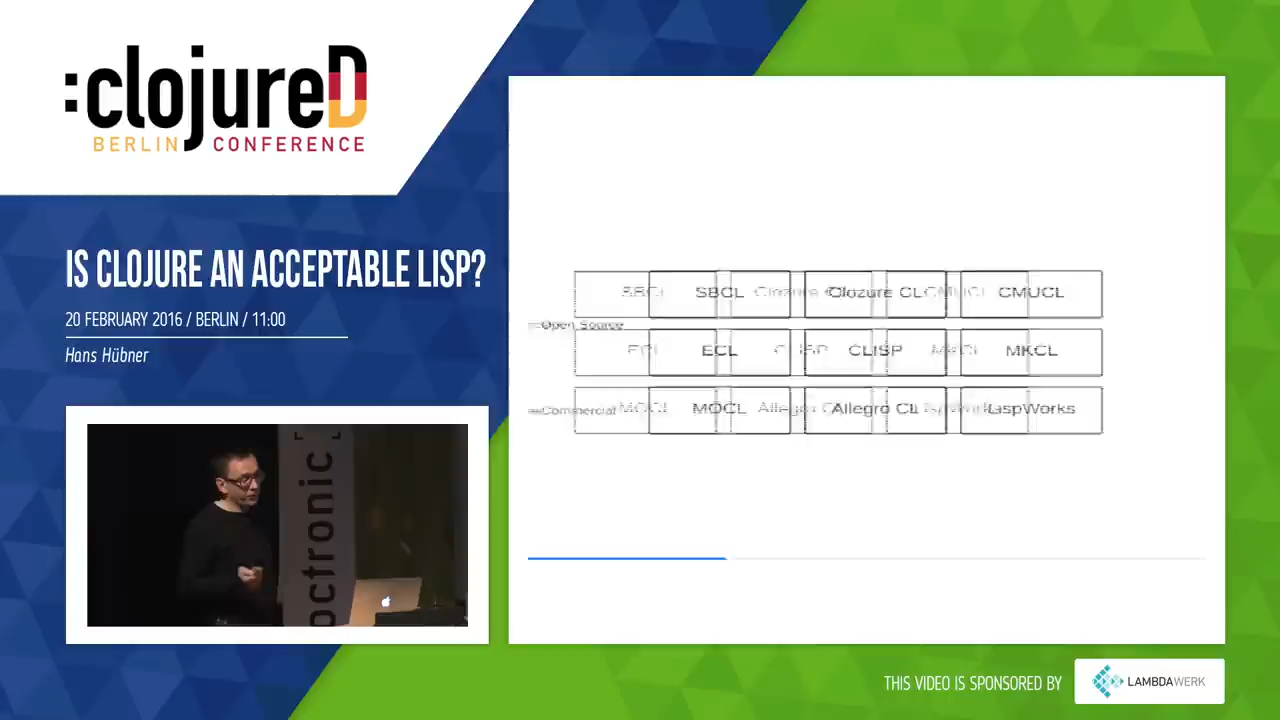 :clojureD
BERLIN CONFERENCE
IS CLOJURE AN ACCEPTABLE LISP?
20 FEBRUARY 2016 / BERLIN / 11:00
Hans Hübner
octronic
SBCL Clozure CL CMUCL
Open Source
ECL CLISP MKCL
Commercial
MOCL Allegro CL LispWorks
THIS VIDEO IS SPONSORED BY
LAMBDAWERK